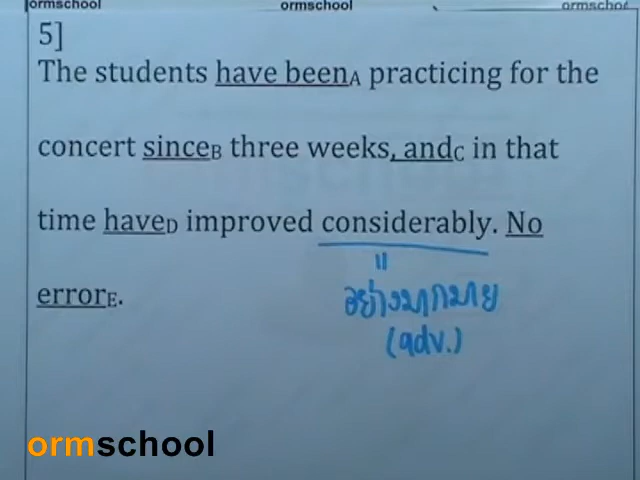 ormschool ormschool ormschool
5]
The students have beenA practicing for the
concert sinceB three weeks, andC in that
time haveD improved considerably. No
errorE.
=
อย่างมากมาย
(adv.)
ormschool